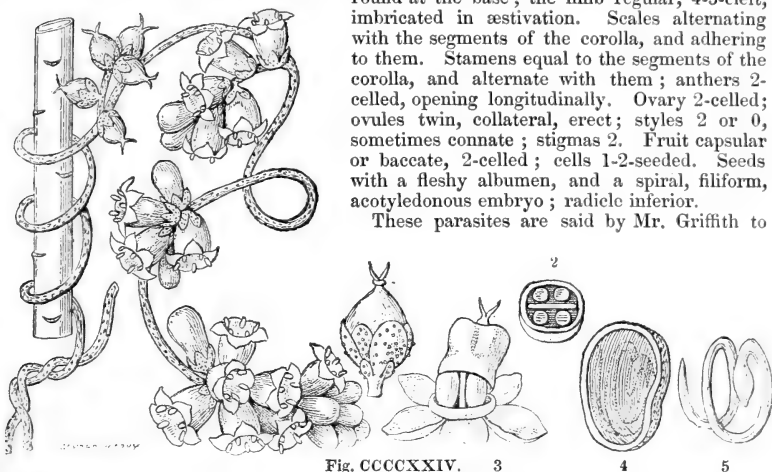 round at the base ; the limb regular, 4-5-cleft,
imbricated in æstivation. Scales alternating
with the segments of the corolla, and adhering
to them. Stamens equal to the segments of the
corolla, and alternate with them ; anthers 2-
celled, opening longitudinally. Ovary 2-celled;
ovules twin, collateral, erect; styles 2 or 0,
sometimes connate ; stigmas 2. Fruit capsular
or baccate, 2-celled ; cells 1-2-seeded. Seeds
with a fleshy albumen, and a spiral, filiform,
acotyledonous embryo ; radicle inferior.
These parasites are said by Mr. Griffith to
2
Fig. CCCCXXIV. 3 4 5